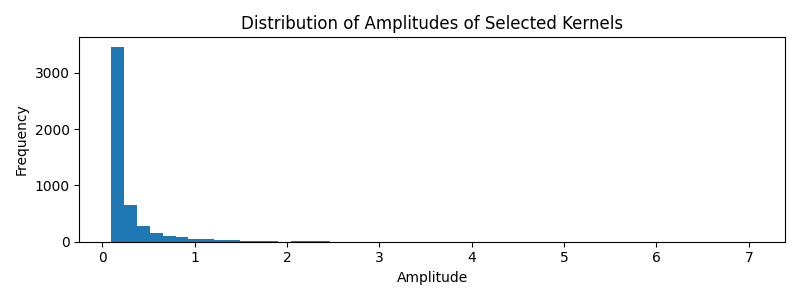 Distribution of Amplitudes of Selected Kernels
3000
2000
1000
0
Frequency
0 1 2 3 4 5 6 7
Amplitude